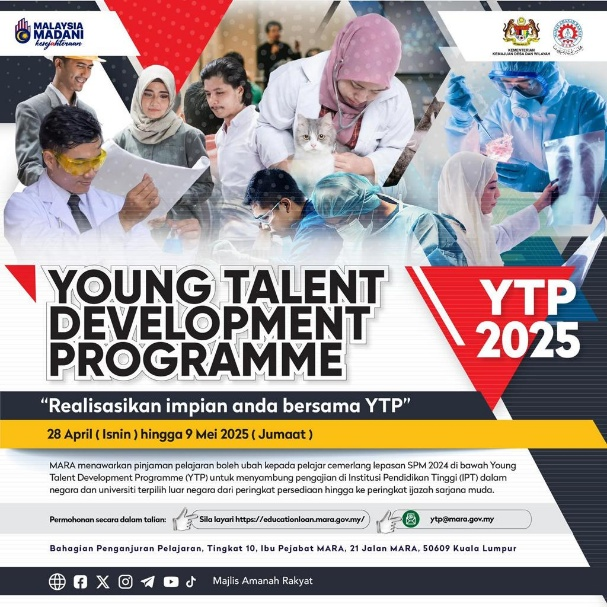 MALAYSIA
MADANI
kesejahteraan
KEMENTERIAN
KEMAJUAN DESA DAN WILAYAH
YOUNG TALENT
DEVELOPMENT
PROGRAMME
YTP
2025
“Realisasikan impian anda bersama YTP”
28 April ( Isnin ) hingga 9 Mei 2025 ( Jumaat )
MARA menawarkan pinjaman pelajaran boleh ubah kepada pelajar cemerlang lepasan SPM 2024 di bawah Young
Talent Development Programme (YTP) untuk menyambung pengajian di Institusi Pendidikan Tinggi (IPT) dalam
negara dan universiti terpilih luar negara dari peringkat persediaan hingga ke peringkat ijazah sarjana muda.
Permohonan secara dalam talian:
Sila layari https://educationloan.mara.gov.my/
ytp@mara.gov.my
Bahagian Penganjuran Pelajaran, Tingkat 10, Ibu Pejabat MARA, 21 Jalan MARA, 50609 Kuala Lumpur
Majlis Amanah Rakyat